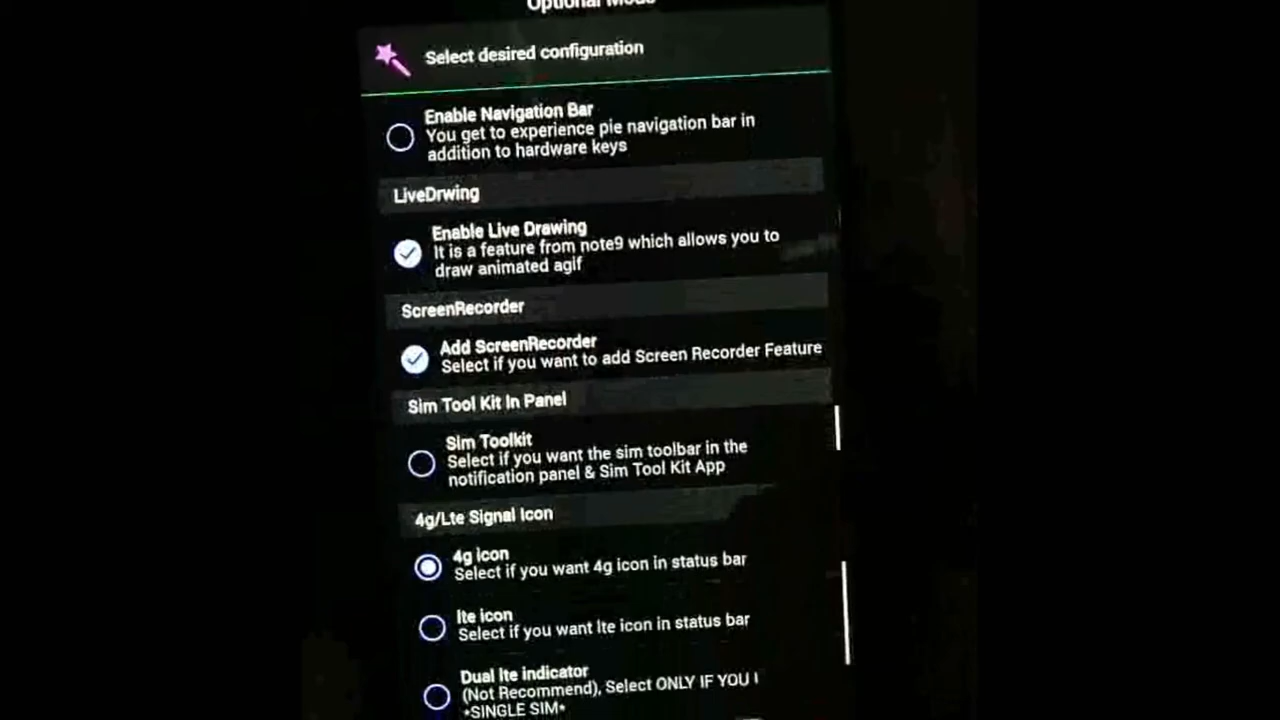 Optional Mods
Select desired configuration
Enable Navigation Bar
You get to experience pie navigation bar in
addition to hardware keys
LiveDrwing
Enable Live Drawing
It is a feature from note9 which allows you to
draw animated agif
ScreenRecorder
Add ScreenRecorder
Select if you want to add Screen Recorder Feature
Sim Tool Kit In Panel
Sim Toolkit
Select if you want the sim toolbar in the
notification panel & Sim Tool Kit App
4g/Lte Signal Icon
4g icon
Select if you want 4g icon in status bar
lte icon
Select if you want lte icon in status bar
Dual lte indicator
(Not Recommend), Select ONLY IF YOU
*SINGLE SIM*